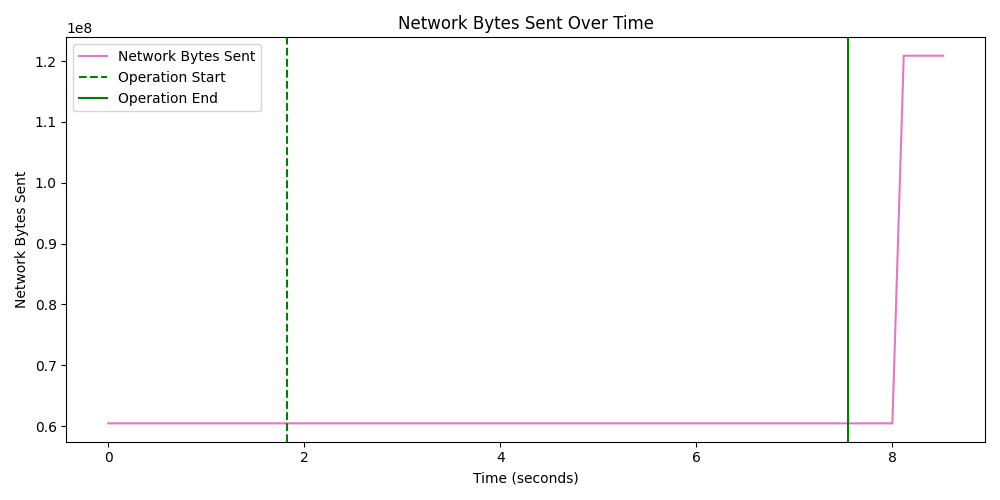 Network Bytes Sent Over Time
1e8
Network Bytes Sent
Operation Start
Operation End
1.2
1.1
1.0
0.9
0.8
0.7
0.6
Network Bytes Sent
0 2 4 6 8
Time (seconds)